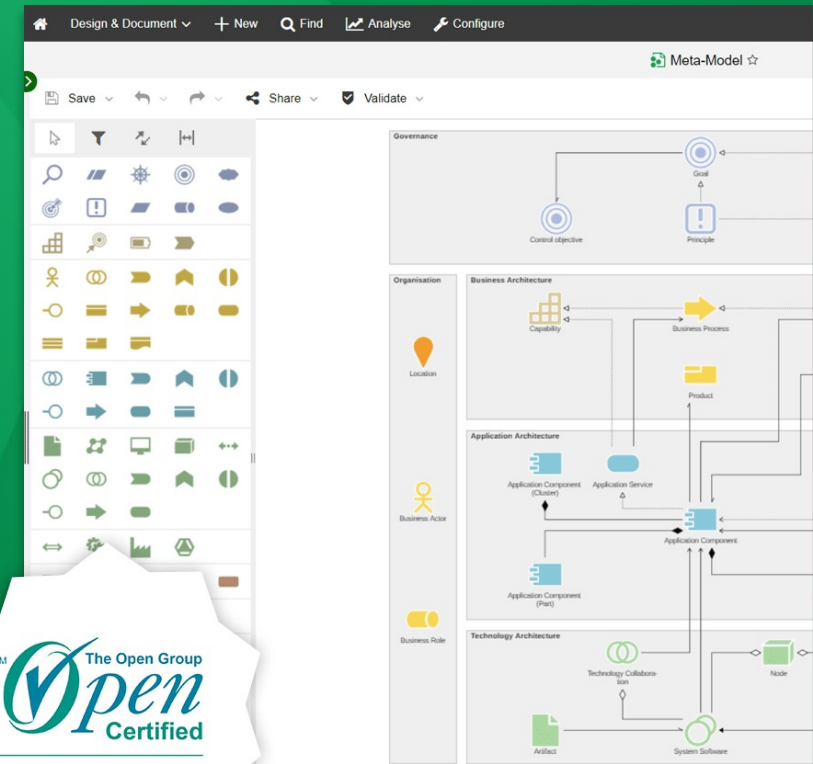 Design & Document
New
Find
Analyse
Configure
Meta-Model
Save
Share
Validate
Governance
Goal
Control objective
Principle
Organisation
Business Architecture
Capability
Business Process
Location
Product
Application Architecture
Application Component
(Cluster)
Application Service
Business Actor
Application Component
Application Component
(Part)
Technology Architecture
Business Role
Technology Collabora-
tion
Node
Artifact
System Software
M
The Open Group
Open
Certified